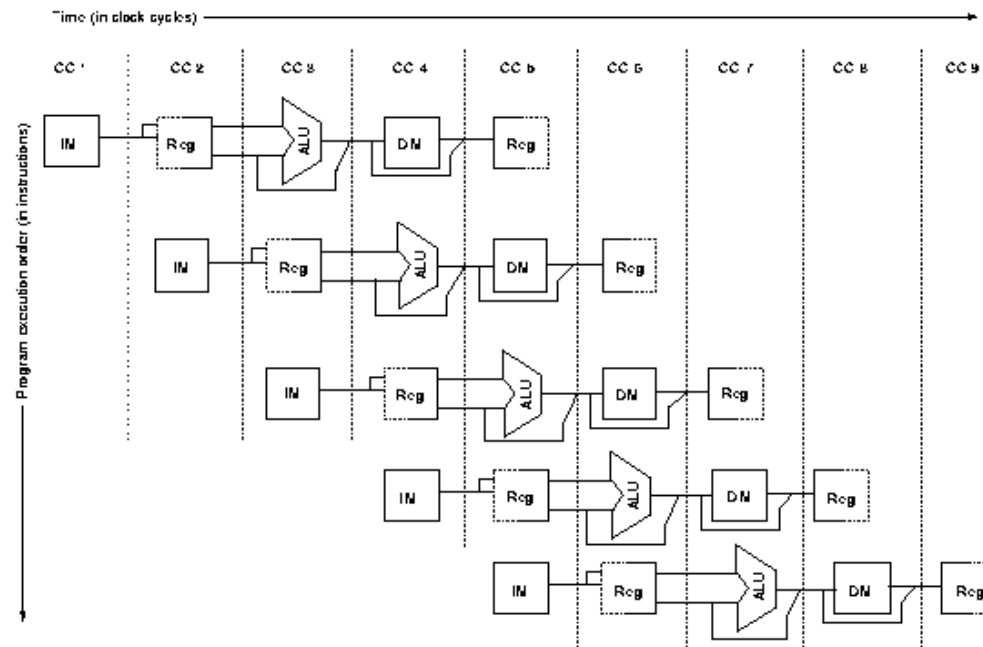 Time (in clock cycles)
CC 1 CC 2 CC 3 CC 4 CC 5 CC 6 CC 7 CC 8 CC 9
Program execution order (in instructions)
IM Reg ALU DM Reg
IM Reg ALU DM Reg
IM Reg ALU DM Reg
IM Reg ALU DM Reg
IM Reg ALU DM Reg